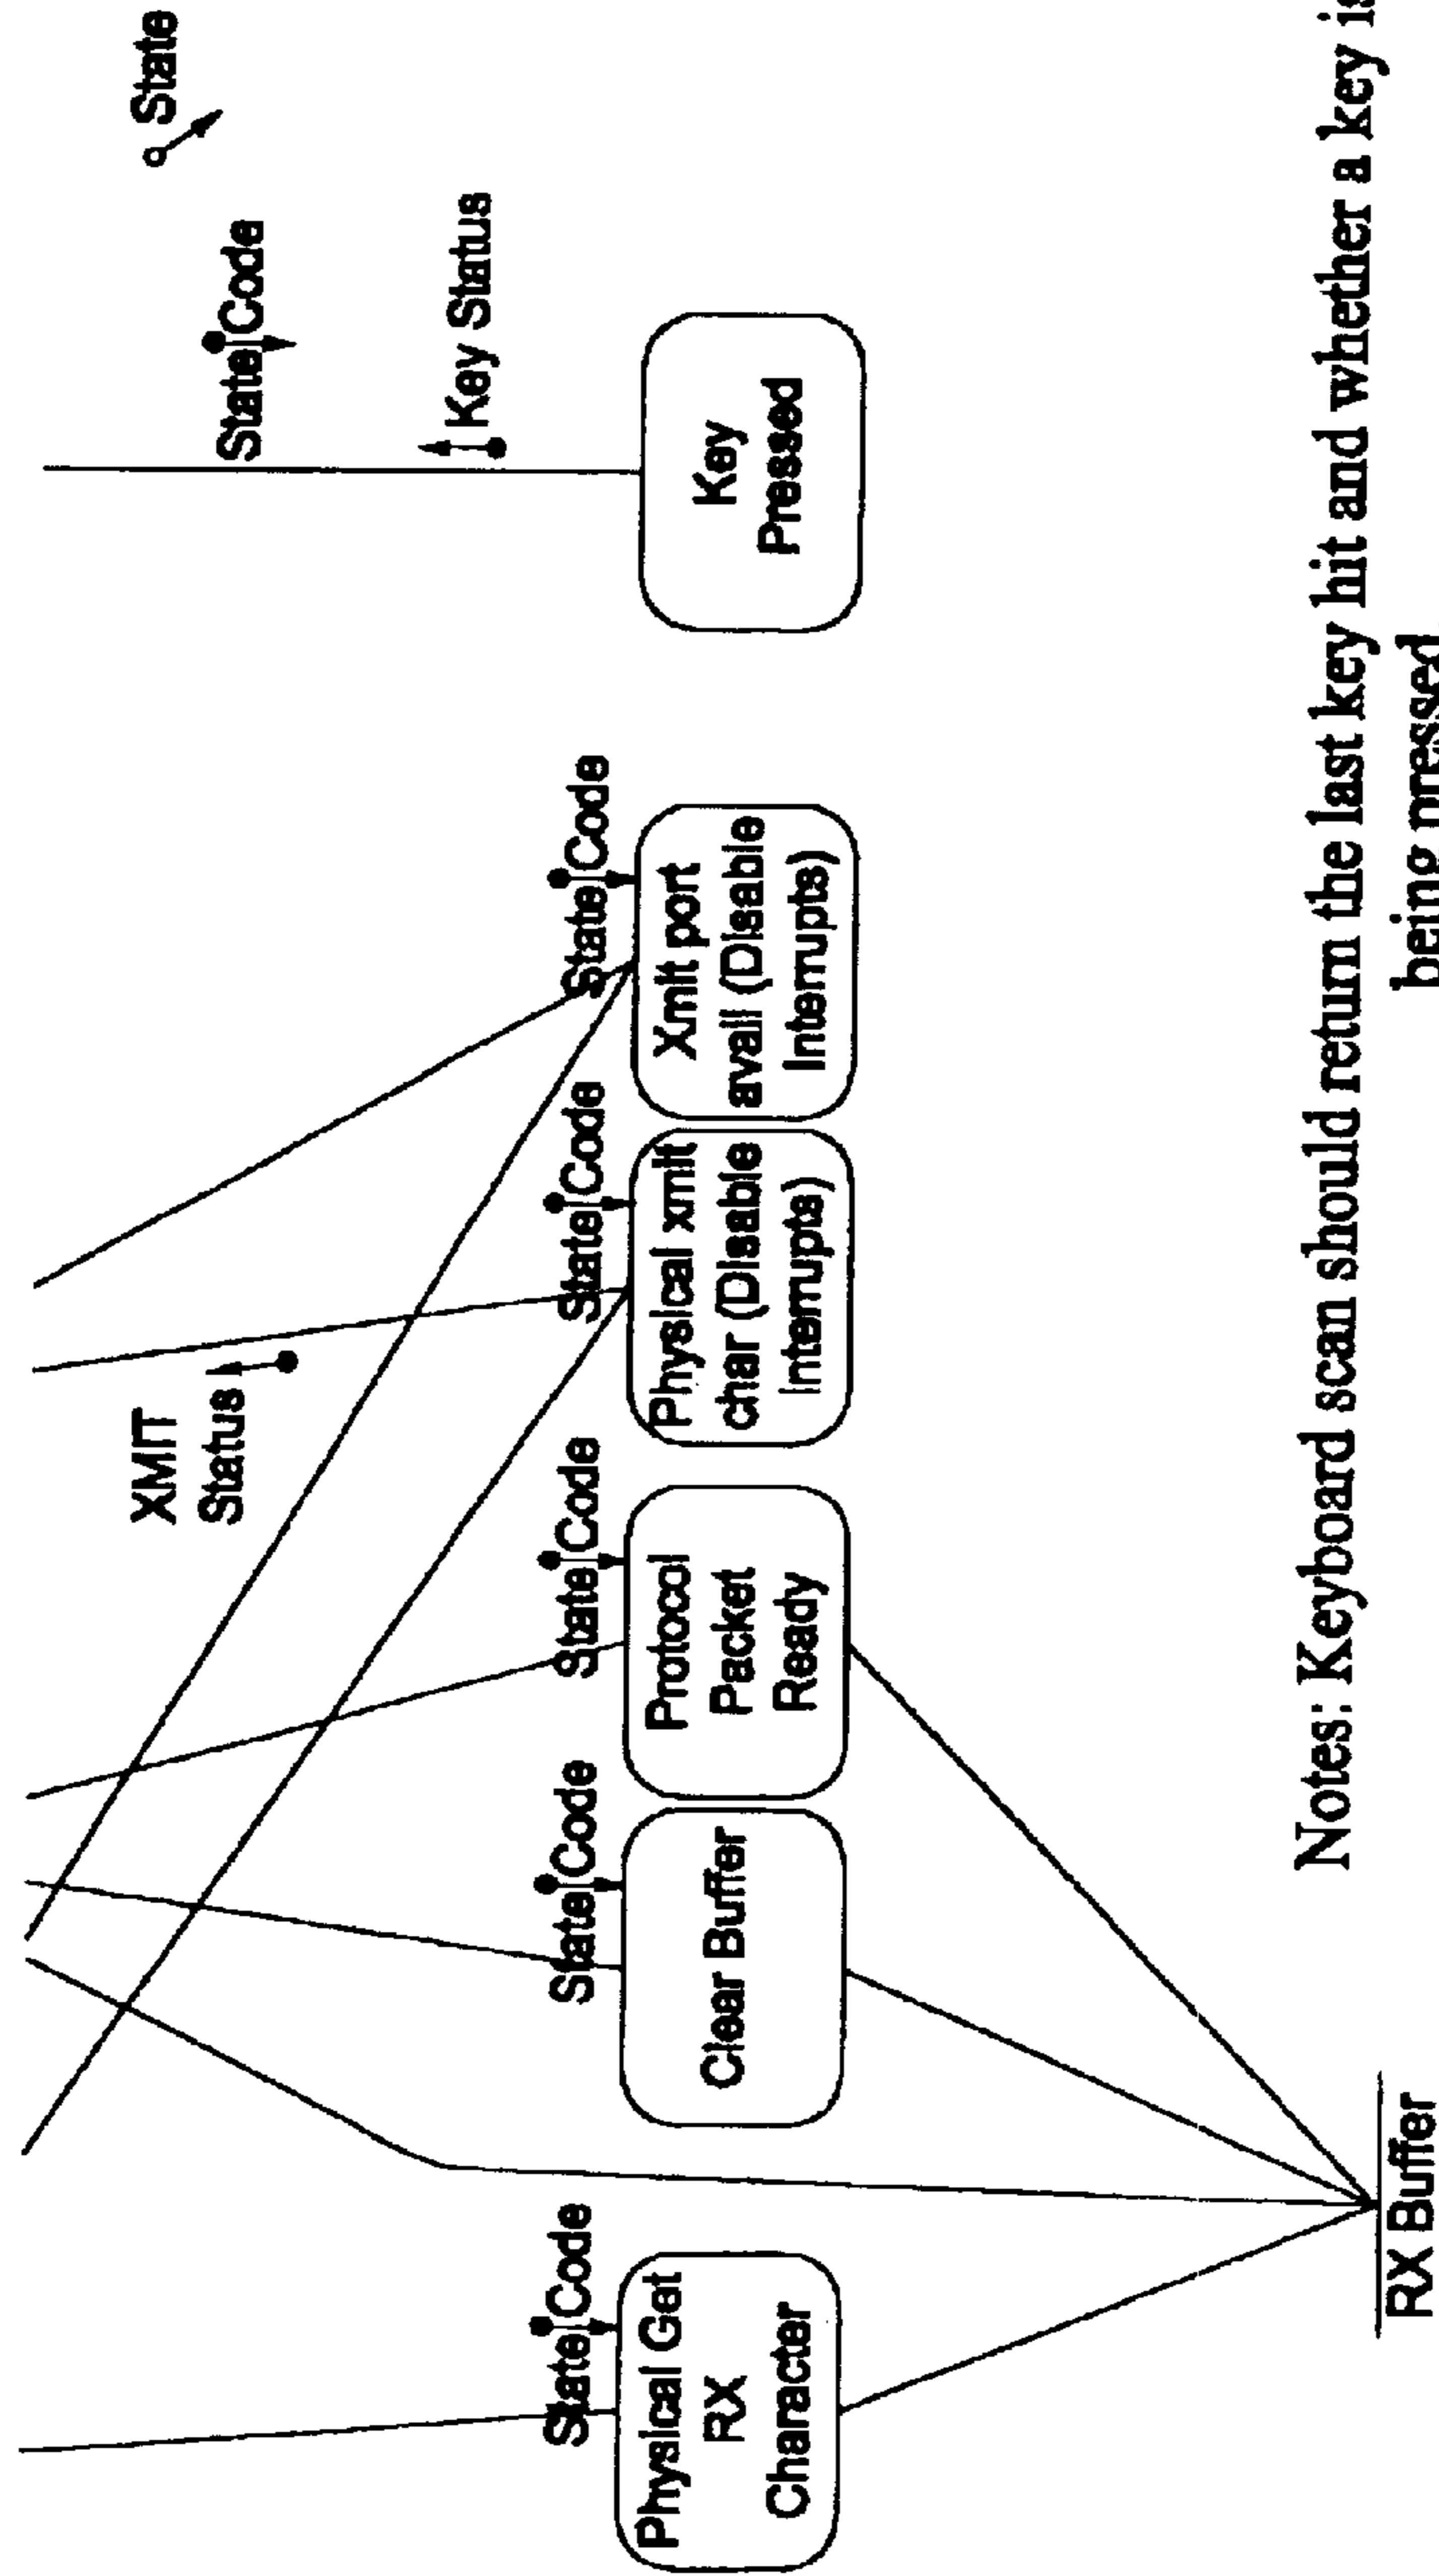 State
State Code
Key Status
XMIT
Status
State Code
State Code
State Code
State Code
State Code
Physical Get
RX
Character
Clear Buffer
Protocol
Packet
Ready
Physical xmit
char (Disable
Interrupts)
Xmit port
avail (Disable
Interrupts)
Key
Pressed
RX Buffer
Notes: Keyboard scan should return the last key hit and whether a key is
being pressed